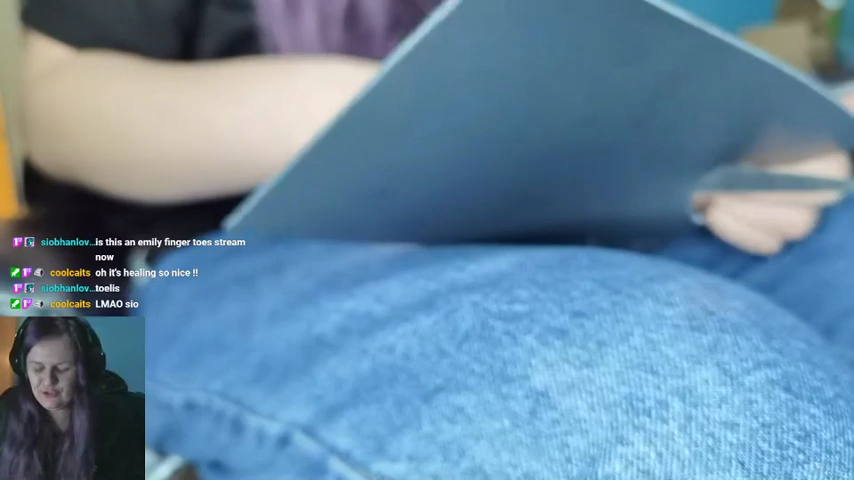 siobhanlov…is this an emily finger toes stream
now
coolcaits oh it's healing so nice !!
siobhanlov…toelis
coolcaits LMAO sio